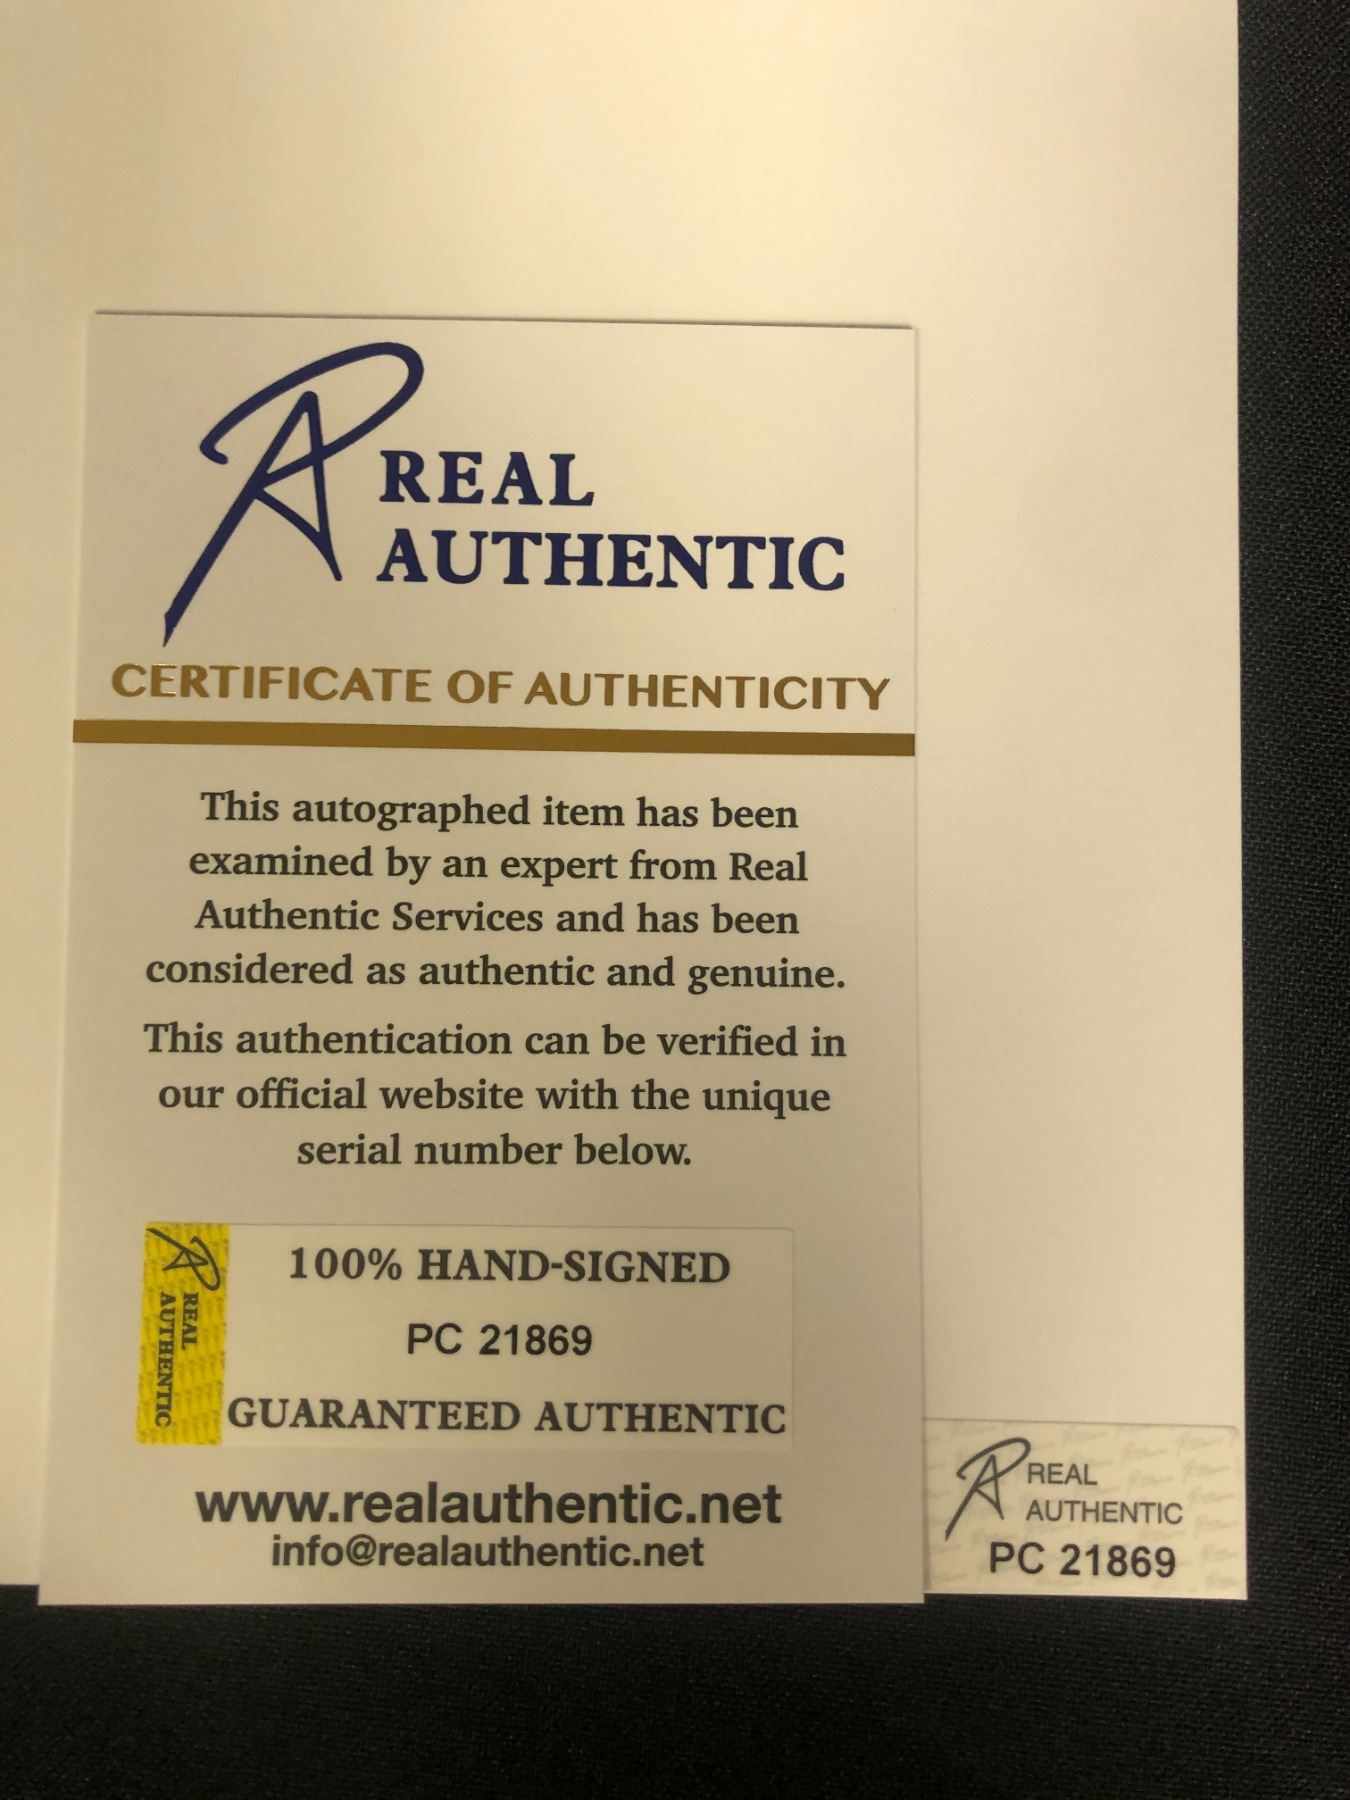 REAL
AUTHENTIC
CERTIFICATE OF AUTHENTICITY
This autographed item has been
examined by an expert from Real
Authentic Services and has been
considered as authentic and genuine.
This authentication can be verified in
our official website with the unique
serial number below.
REAL
AUTHENTIC
100% HAND-SIGNED
PC 21869
GUARANTEED AUTHENTIC
www.realauthentic.net
info@realauthentic.net
REAL
AUTHENTIC
PC 21869